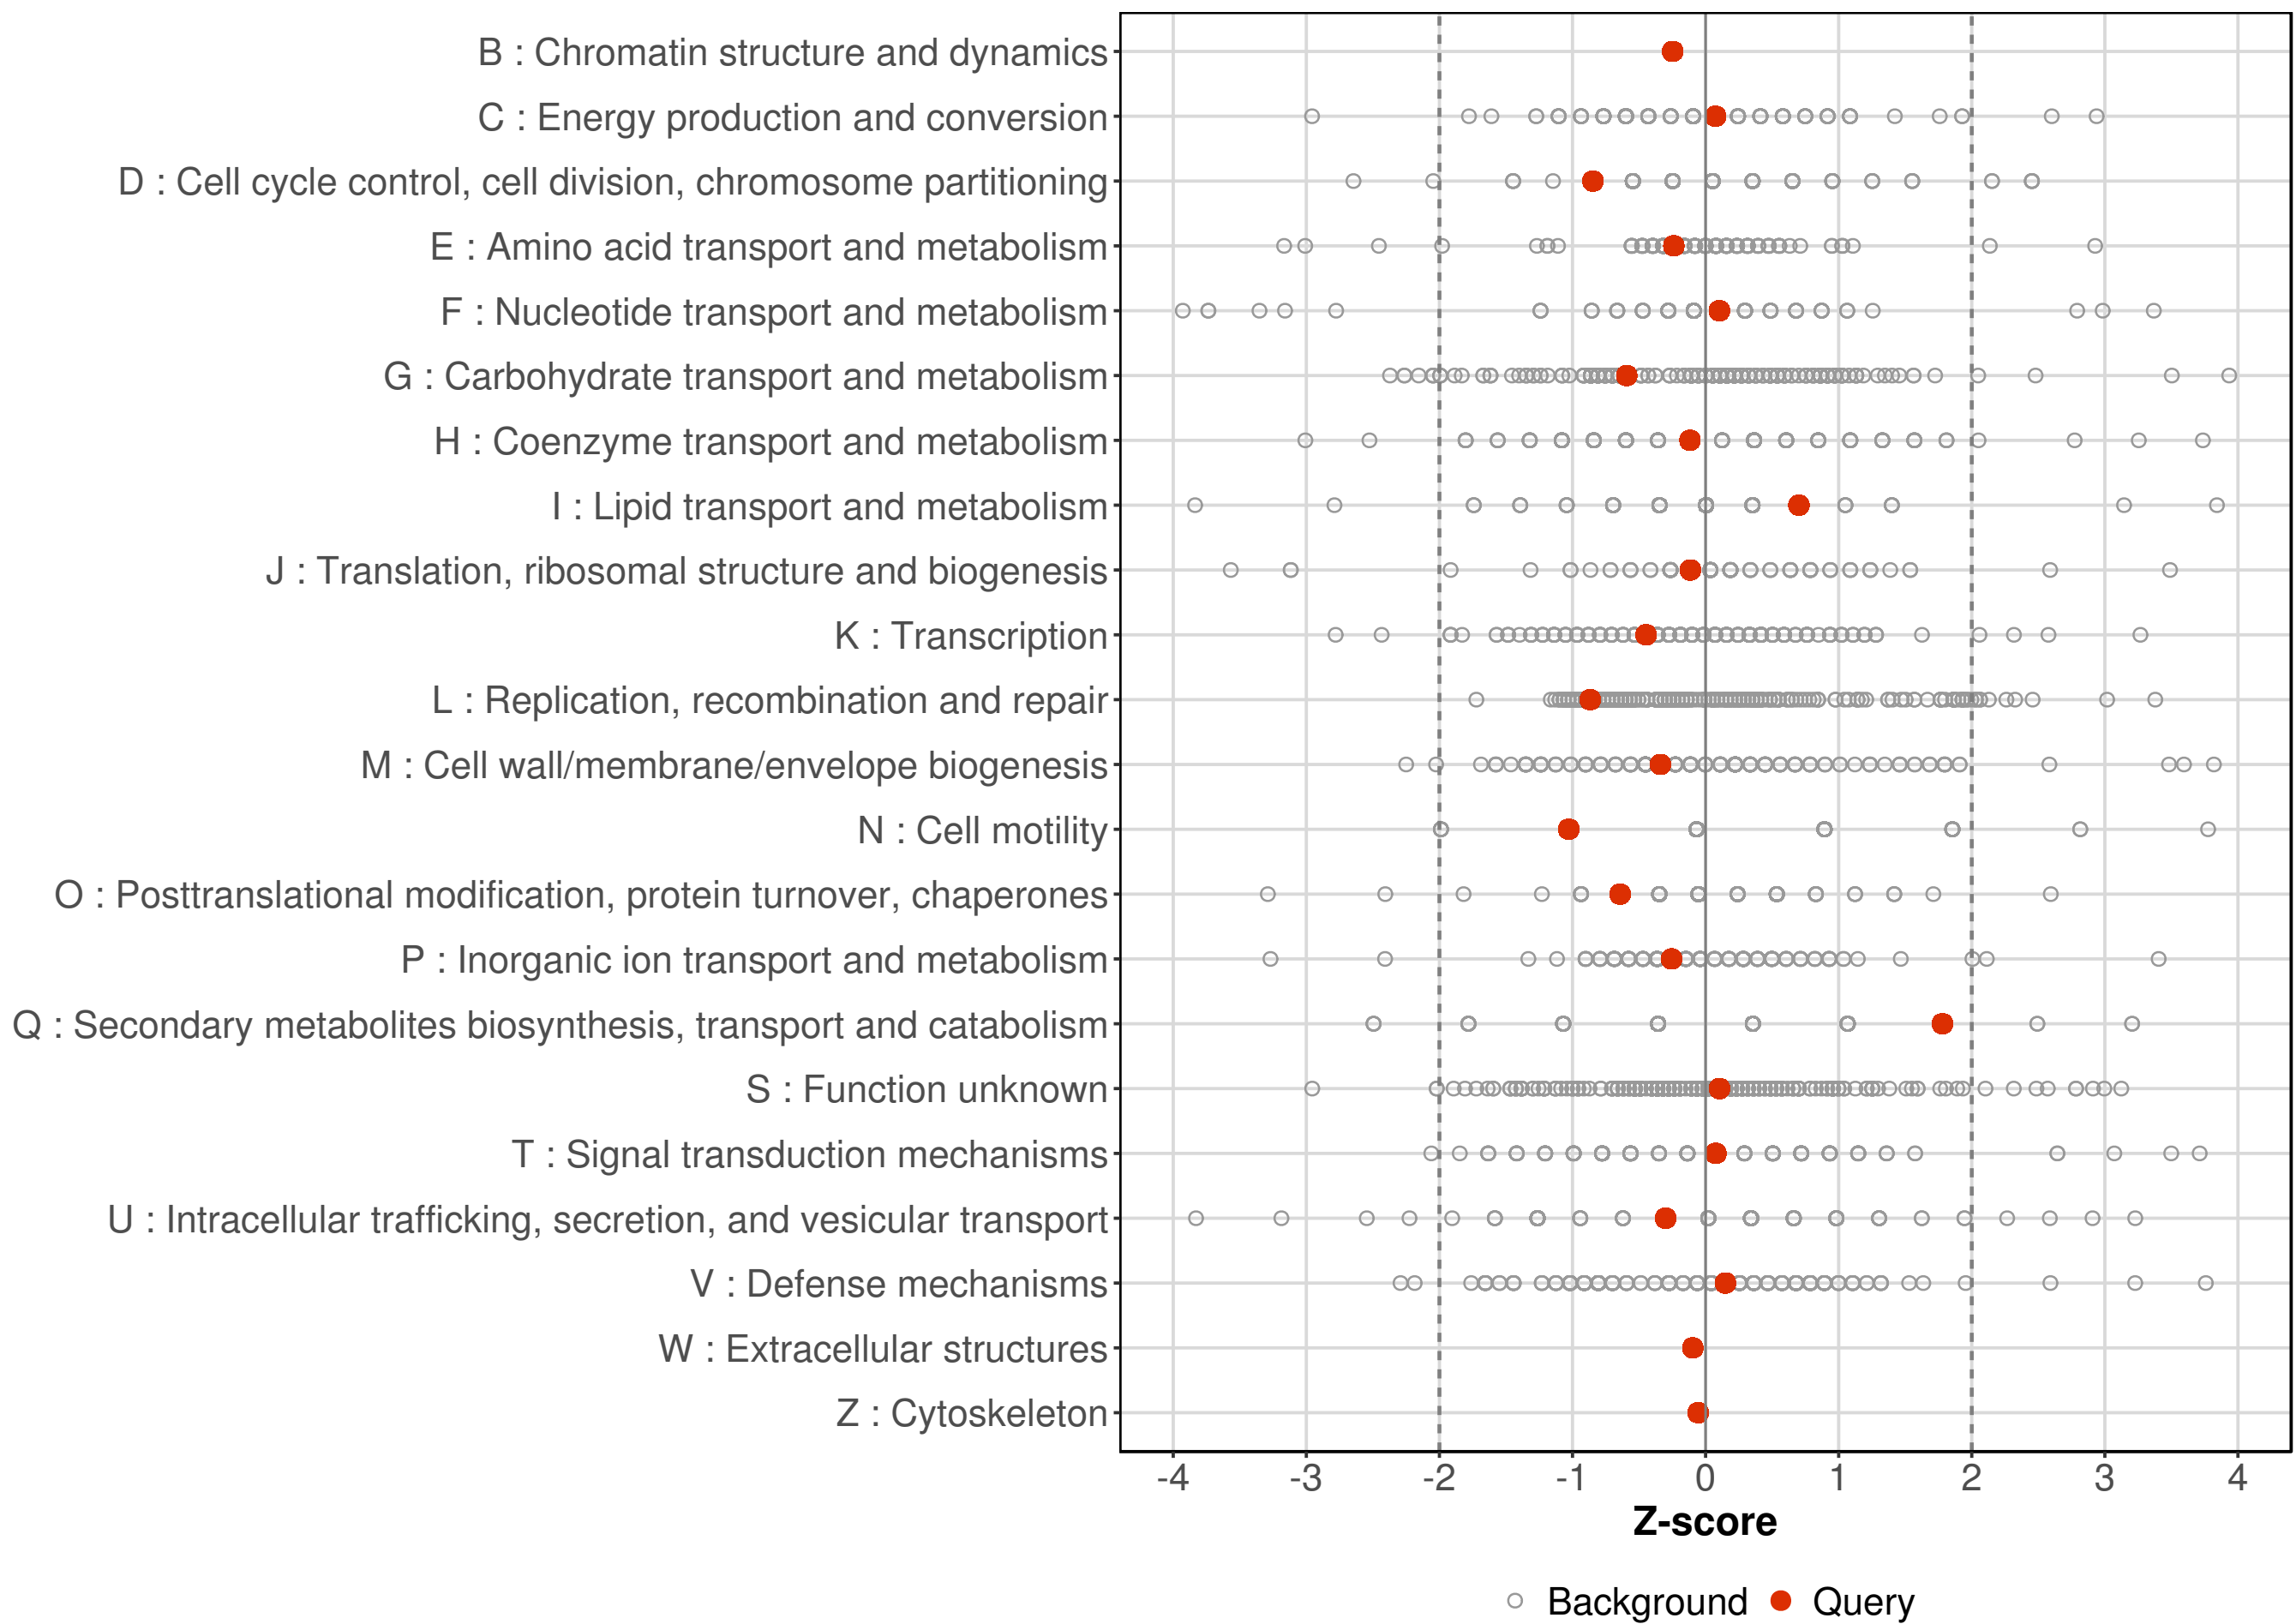 B : Chromatin structure and dynamics
C : Energy production and conversion
D : Cell cycle control, cell division, chromosome partitioning
E : Amino acid transport and metabolism
F : Nucleotide transport and metabolism
G : Carbohydrate transport and metabolism
H : Coenzyme transport and metabolism
I : Lipid transport and metabolism
J : Translation, ribosomal structure and biogenesis
K : Transcription
L : Replication, recombination and repair
M : Cell wall/membrane/envelope biogenesis
N : Cell motility
O : Posttranslational modification, protein turnover, chaperones
P : Inorganic ion transport and metabolism
Q : Secondary metabolites biosynthesis, transport and catabolism
S : Function unknown
T : Signal transduction mechanisms
U : Intracellular trafficking, secretion, and vesicular transport
V : Defense mechanisms
W : Extracellular structures
Z : Cytoskeleton
-4 -3 -2 -1 0 1 2 3 4
Z-score
Background Query